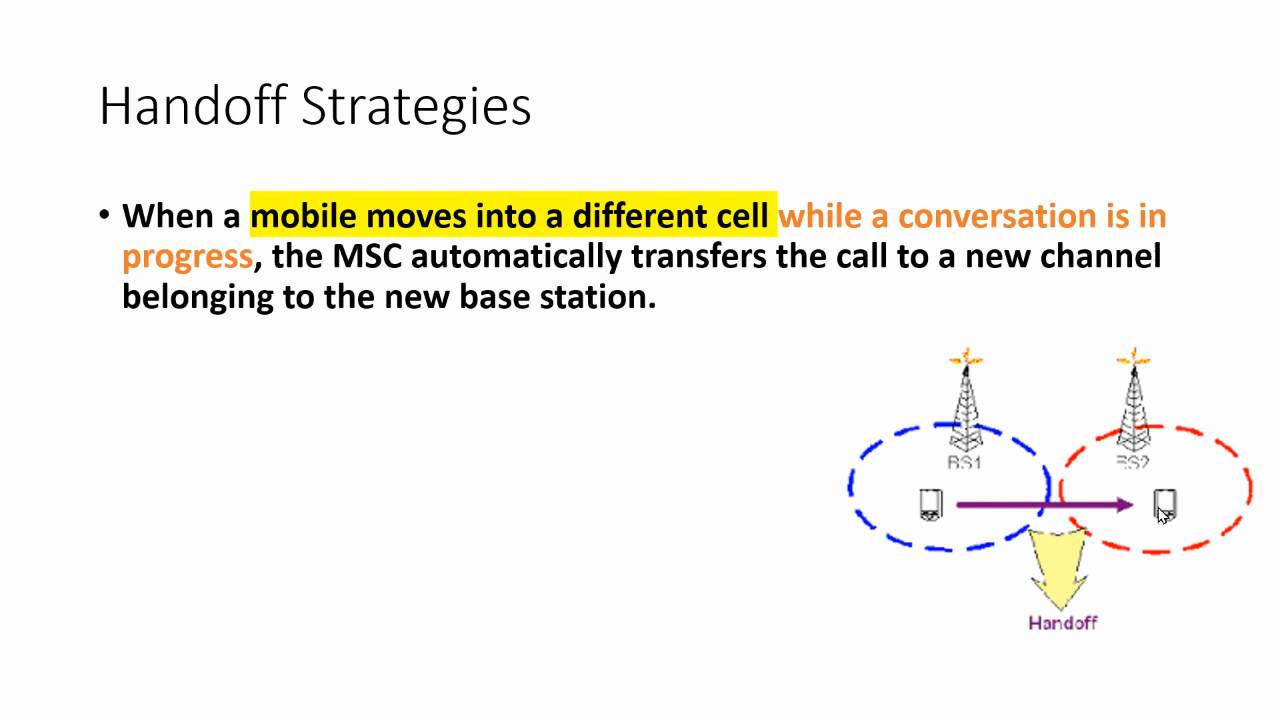 Handoff Strategies
• When a mobile moves into a different cell while a conversation is in
progress, the MSC automatically transfers the call to a new channel
belonging to the new base station.
BS1 BS2
Handoff